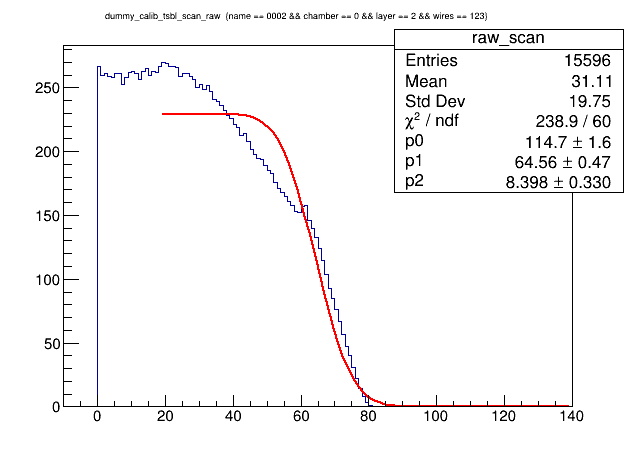 dummy_calib_tsbl_scan_raw (name == 0002 && chamber == 0 && layer == 2 && wires == 123)
raw_scan
Entries 15596
Mean 31.11
Std Dev 19.75
χ² / ndf 238.9 / 60
p0 114.7 ± 1.6
p1 64.56 ± 0.47
p2 8.398 ± 0.330
250
200
150
100
50
0
0 20 40 60 80 100 120 140